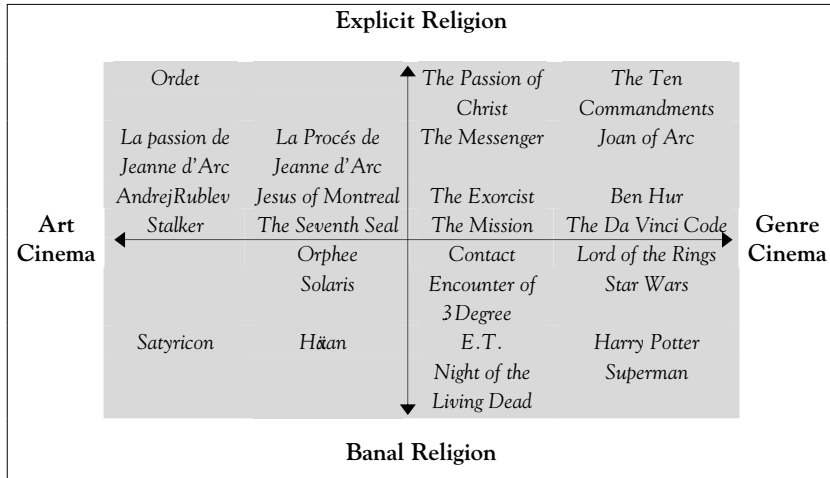 Explicit Religion
Ordet The Passion of The Ten
Christ Commandments
La passion de La Procés de The Messenger Joan of Arc
Jeanne d'Arc Jeanne d'Arc
AndrejRublev Jesus of Montreal The Exorcist Ben Hur
Art Stalker The Seventh Seal The Mission The Da Vinci Code Genre
Cinema Orphee Contact Lord of the Rings Cinema
Solaris Encounter of Star Wars
3Degree
Satyricon Häxan E.T. Harry Potter
Night of the Superman
Living Dead
Banal Religion